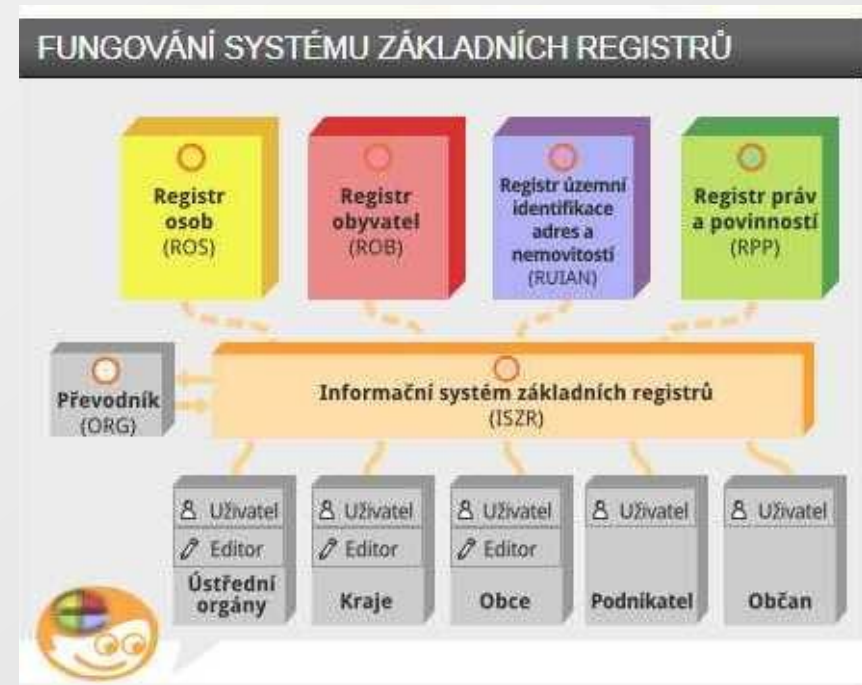 FUNGOVÁNÍ SYSTÉMU ZÁKLADNÍCH REGISTRŮ
Registr
osob
(ROS)
Registr
obyvatel
(ROB)
Registr územní
identifikace
adres a
nemovitostí
(RUIAN)
Registr práv
a povinností
(RPP)
Převodník
(ORG)
Informační systém základních registrů
(ISZR)
Uživatel
Editor
Ústřední
orgány
Uživatel
Editor
Kraje
Uživatel
Editor
Obce
Uživatel
Podnikatel
Uživatel
Občan